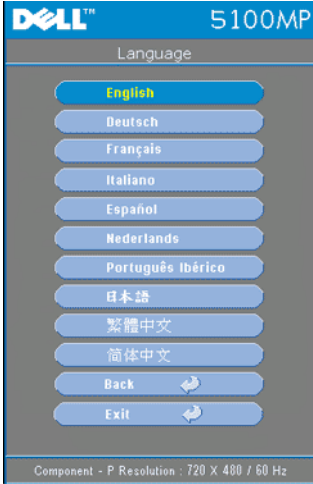 DELL™ 5100MP
Language
English
Deutsch
Français
Italiano
Español
Nederlands
Português Ibérico
日本語
繁體中文
简体中文
Back
Exit
Component - P Resolution : 720 X 480 / 60 Hz